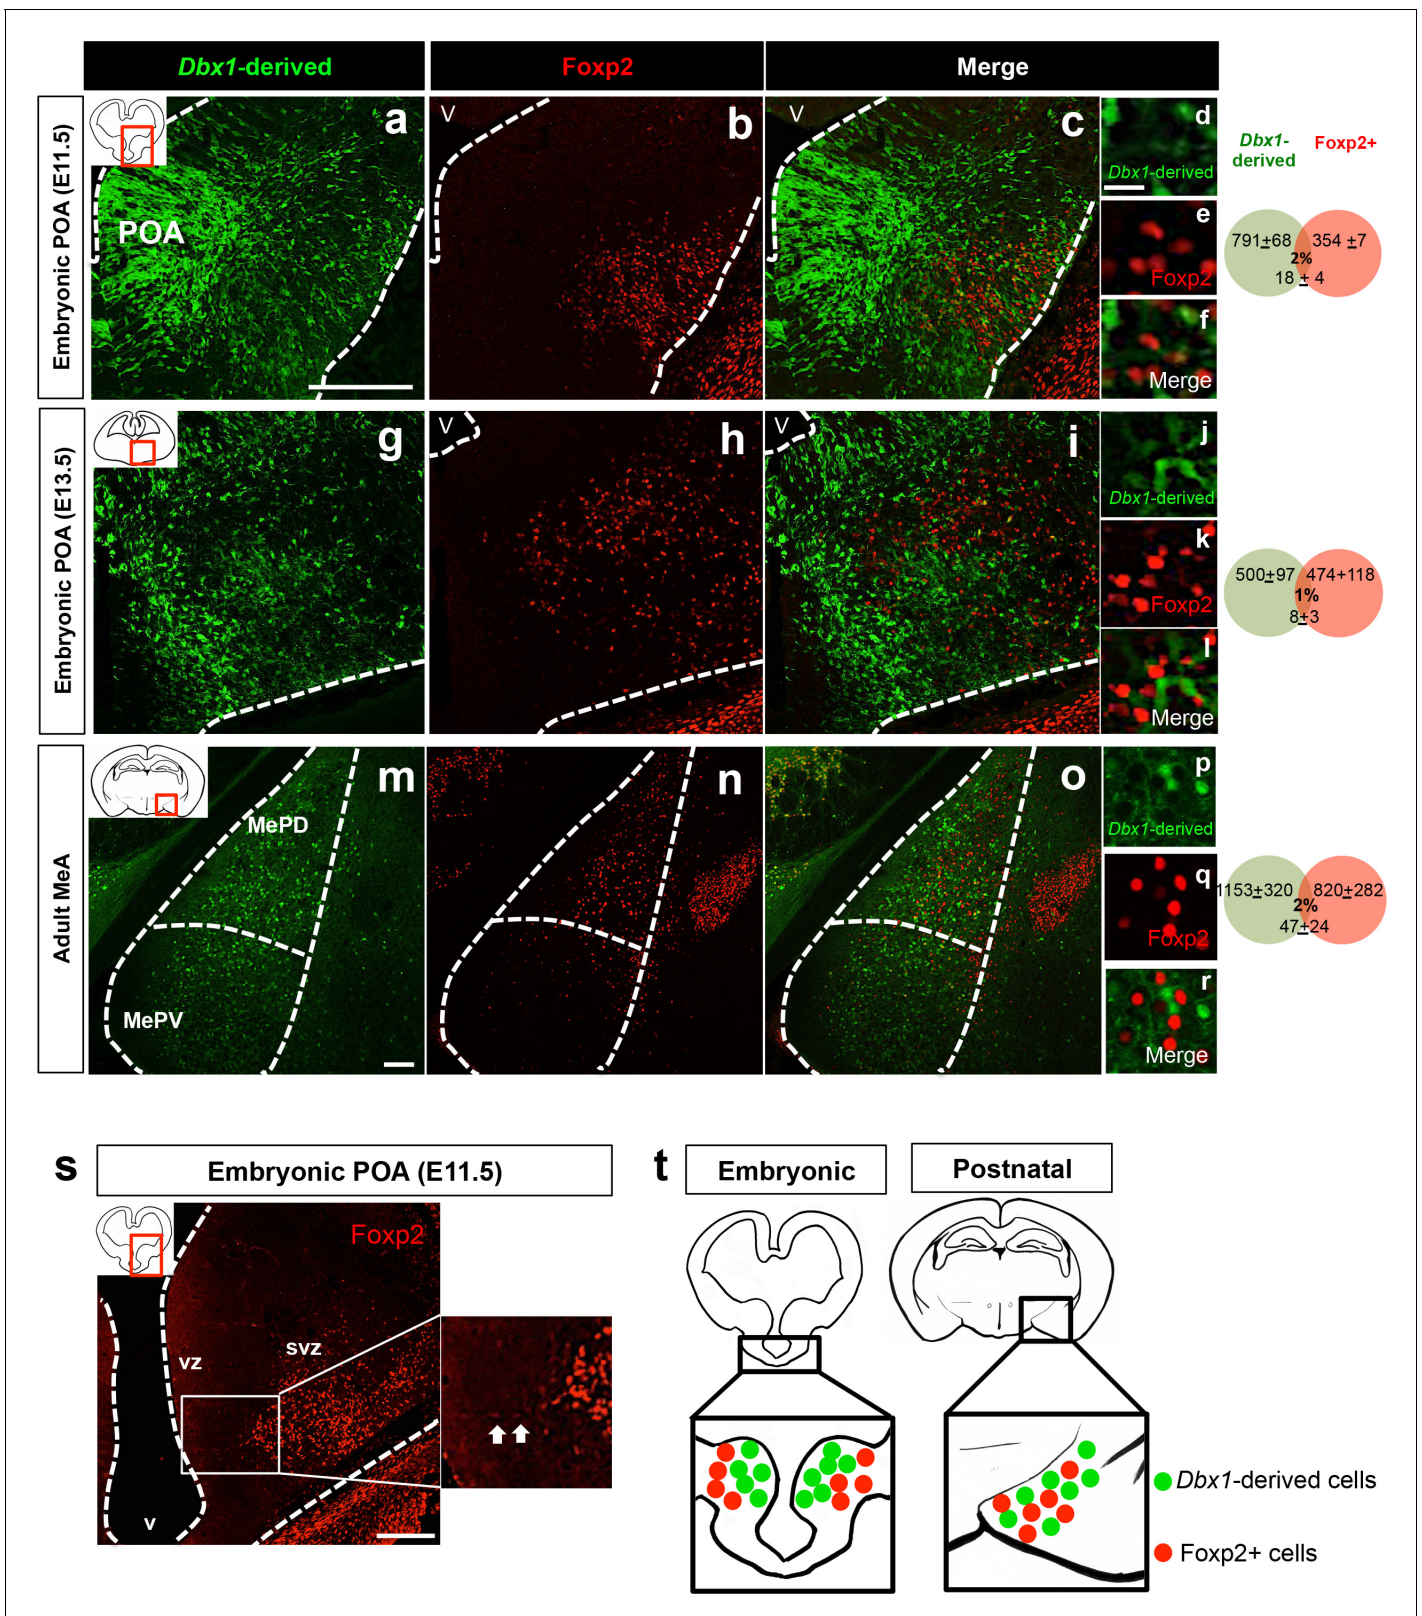 Dbx1-derived
Foxp2
Merge
Embryonic POA (E11.5)
a
POA
V
b
V
c
d
Dbx1-derived
e
Foxp2
f
Merge
Dbx1-
derived
Foxp2+
791±68
354 ±7
2%
18 ± 4
Embryonic POA (E13.5)
g
V
h
V
i
j
Dbx1-derived
k
Foxp2
l
Merge
500±97
474+118
1%
8±3
Adult MeA
m
MePD
MePV
n
o
p
Dbx1-derived
q
Foxp2
r
Merge
1153±320
820±282
2%
47±24
s
Embryonic POA (E11.5)
Foxp2
vz
svz
v
t
Embryonic
Postnatal
Dbx1-derived cells
Foxp2+ cells